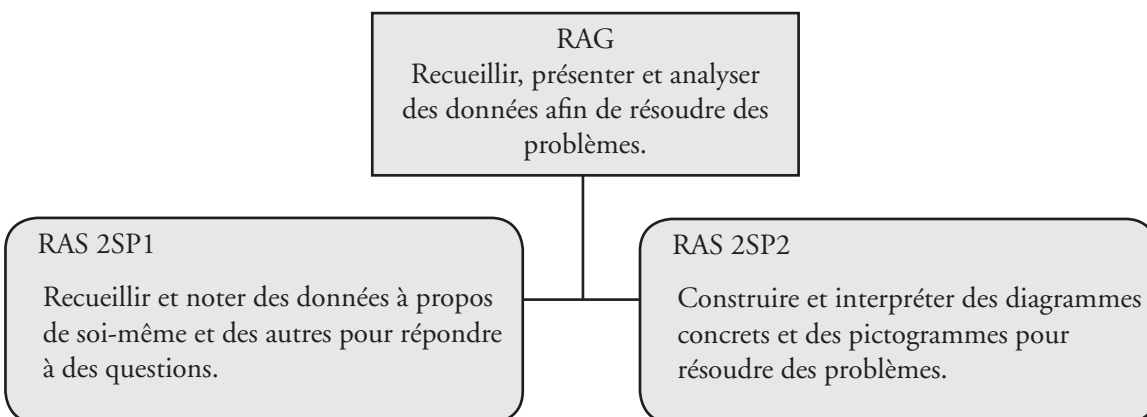 RAG
Recueillir, présenter et analyser
des données afin de résoudre des
problèmes.
RAS 2SP1
Recueillir et noter des données à propos
de soi-même et des autres pour répondre
à des questions.
RAS 2SP2
Construire et interpréter des diagrammes
concrets et des pictogrammes pour
résoudre des problèmes.